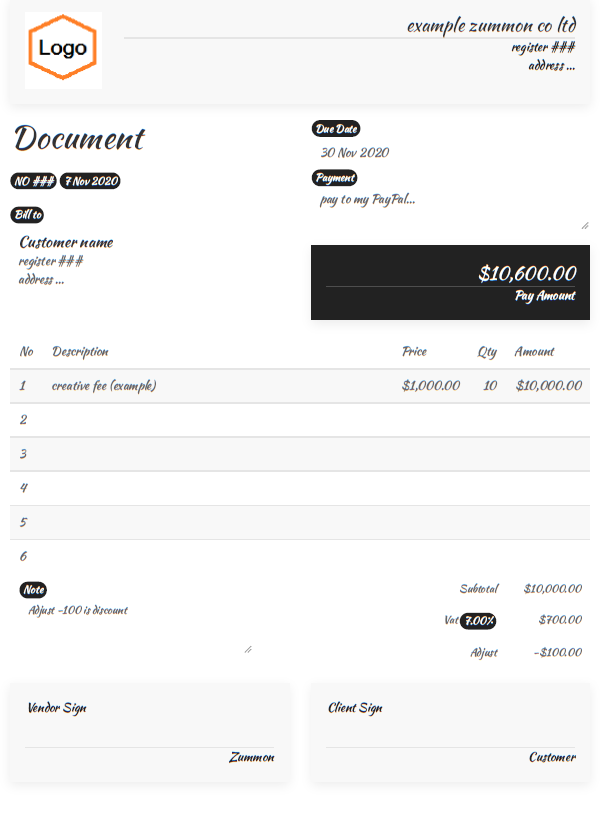 Logo
example zummon co ltd
register ###
address ...
Document
NO ### 7 Nov 2020
Bill to
Customer name
register ###
address ...
Due Date
30 Nov 2020
Payment
pay to my PayPal...
$10,600.00
Pay Amount
No Description Price Qty Amount
1 creative fee (example) $1,000.00 10 $10,000.00
2
3
4
5
6
Note
Adjust -100 is discount
Subtotal $10,000.00
Vat 7.00% $700.00
Adjust -$100.00
Vendor Sign
Zummon
Client Sign
Customer